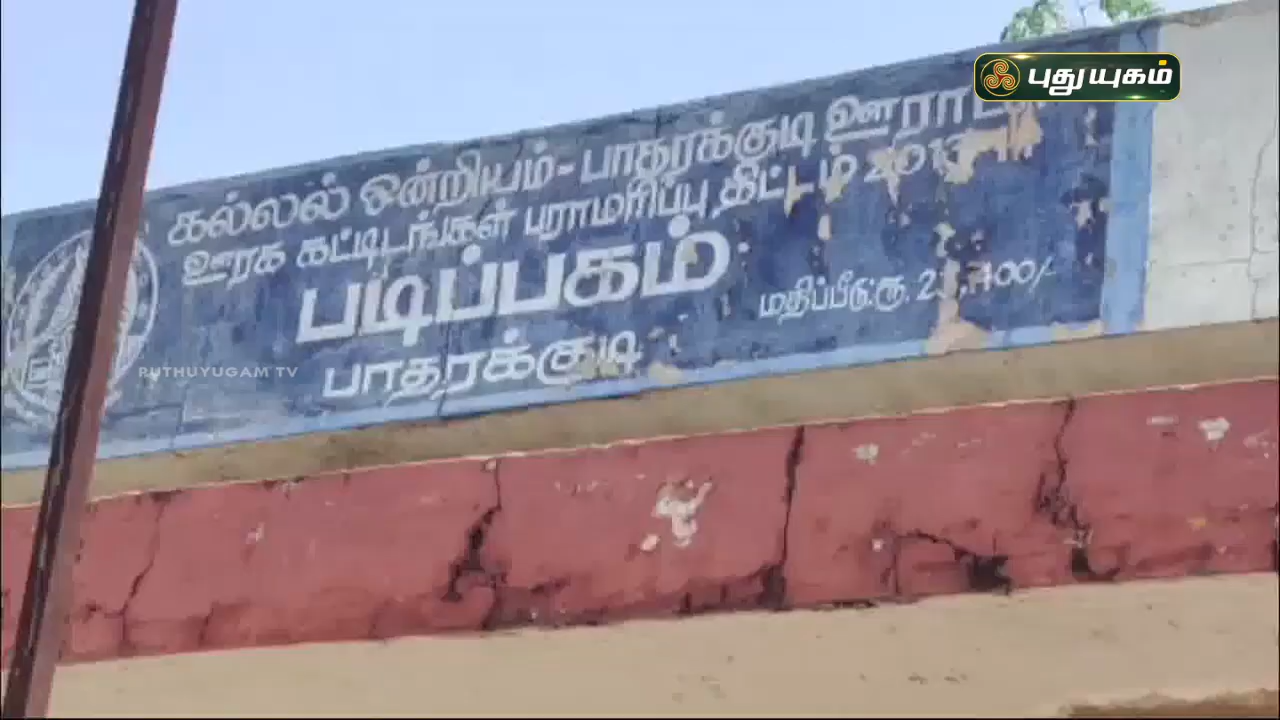 புதுயுகம்
கல்லல் ஒன்றியம் - பாதரக்குடி
ஊரக கட்டிடங்கள் பராமரிப்பு திட்டம்
படிப்பகம்
மதிப்பீடு.ரூ.
பாதரக்குடி
PUTHUYUGAM TV